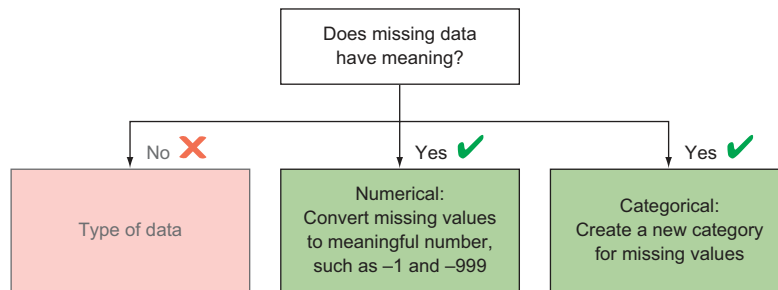 Does missing data
have meaning?
No
Yes
Yes
Type of data
Numerical:
Convert missing values
to meaningful number,
such as –1 and –999
Categorical:
Create a new category
for missing values